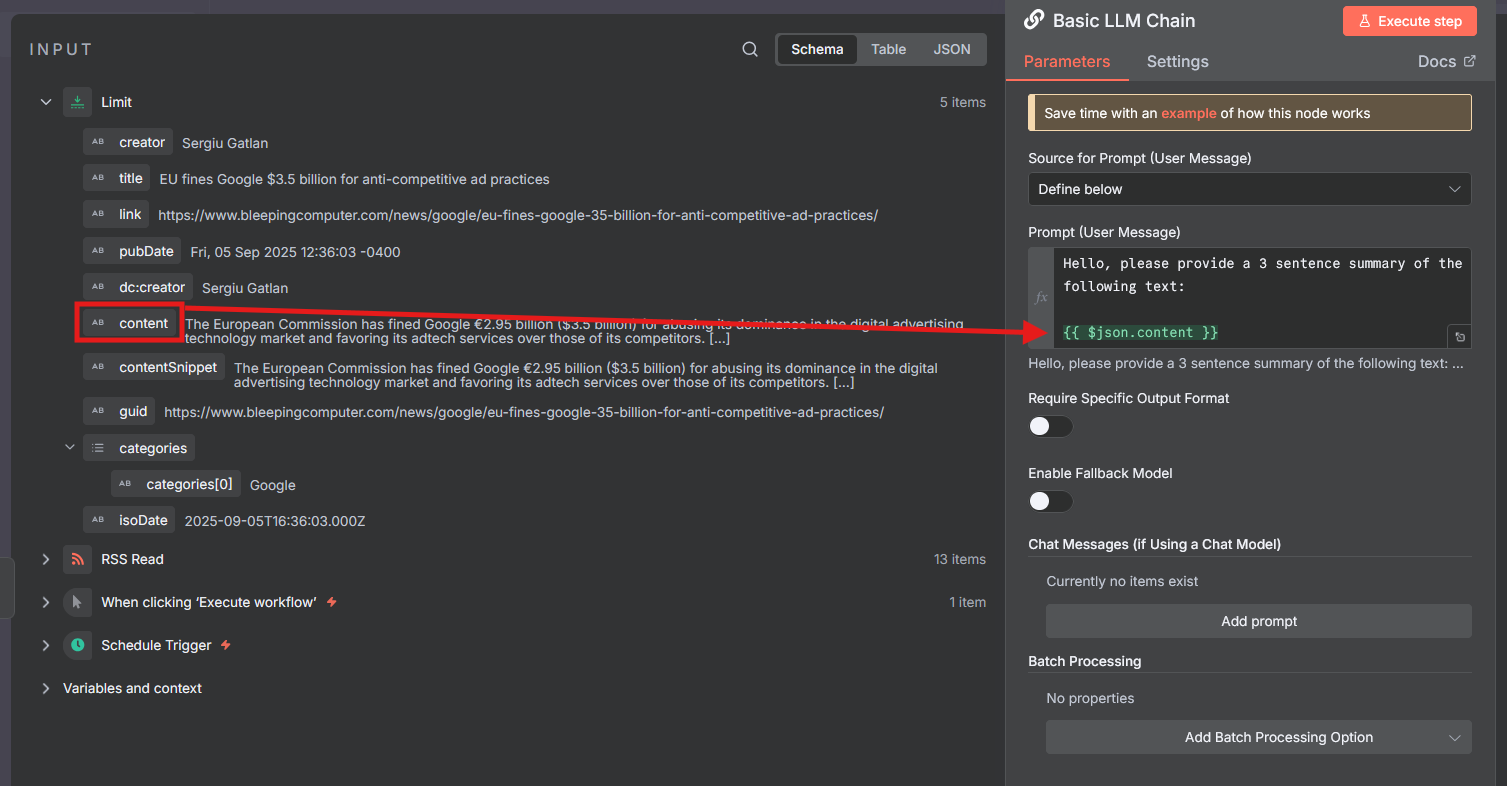 INPUT
Schema
Table
JSON
Limit
5 items
AB creator Sergiu Gatlan
AB title EU fines Google $3.5 billion for anti-competitive ad practices
AB link https://www.bleepingcomputer.com/news/google/eu-fines-google-35-billion-for-anti-competitive-ad-practices/
AB pubDate Fri, 05 Sep 2025 12:36:03 -0400
AB dc:creator Sergiu Gatlan
AB content The European Commission has fined Google €2.95 billion ($3.5 billion) for abusing its dominance in the digital advertising
technology market and favoring its adtech services over those of its competitors. [...]
AB contentSnippet The European Commission has fined Google €2.95 billion ($3.5 billion) for abusing its dominance in the digital
advertising technology market and favoring its adtech services over those of its competitors. [...]
AB guid https://www.bleepingcomputer.com/news/google/eu-fines-google-35-billion-for-anti-competitive-ad-practices/
categories
AB categories[0] Google
AB isoDate 2025-09-05T16:36:03.000Z
RSS Read
13 items
When clicking ‘Execute workflow’
1 item
Schedule Trigger
Variables and context
Basic LLM Chain
Execute step
Parameters
Settings
Docs
Save time with an example of how this node works
Source for Prompt (User Message)
Define below
Prompt (User Message)
fx
Hello, please provide a 3 sentence summary of the
following text:
{{ $json.content }}
Hello, please provide a 3 sentence summary of the following text: ...
Require Specific Output Format
Enable Fallback Model
Chat Messages (if Using a Chat Model)
Currently no items exist
Add prompt
Batch Processing
No properties
Add Batch Processing Option